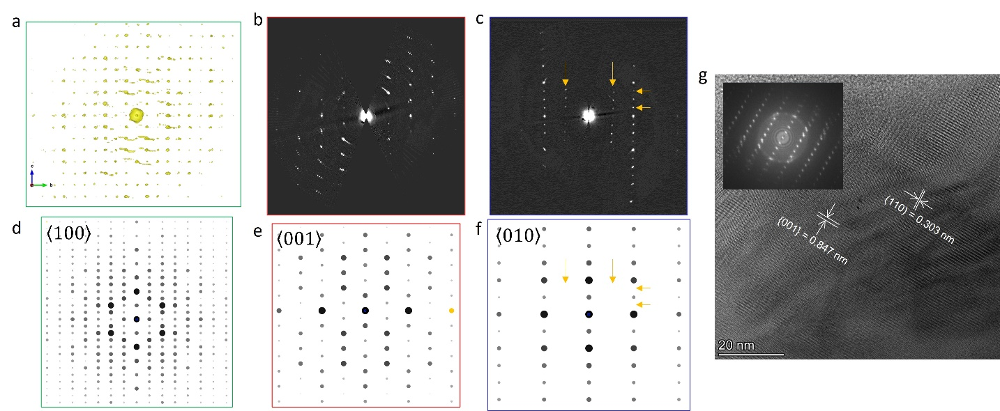 a
b
c
c
b
g
{001} = 0.847 nm
(110) = 0.303 nm
20 nm
d
⟨100⟩
e
⟨001⟩
f
⟨010⟩